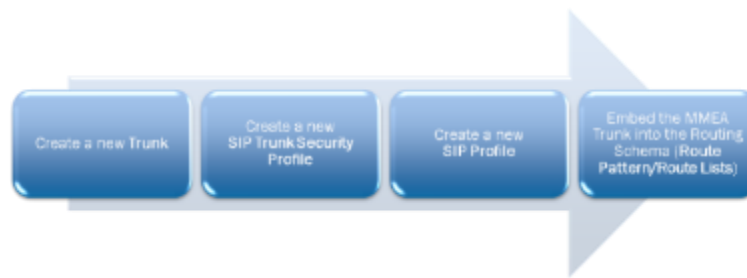 Create a new Trunk
Create a new
SIP Trunk Security
Profile
Create a new
SIP Profile
Embed the MMEA
Trunk into the Routing
Schema (Route
Pattern/Route Lists)